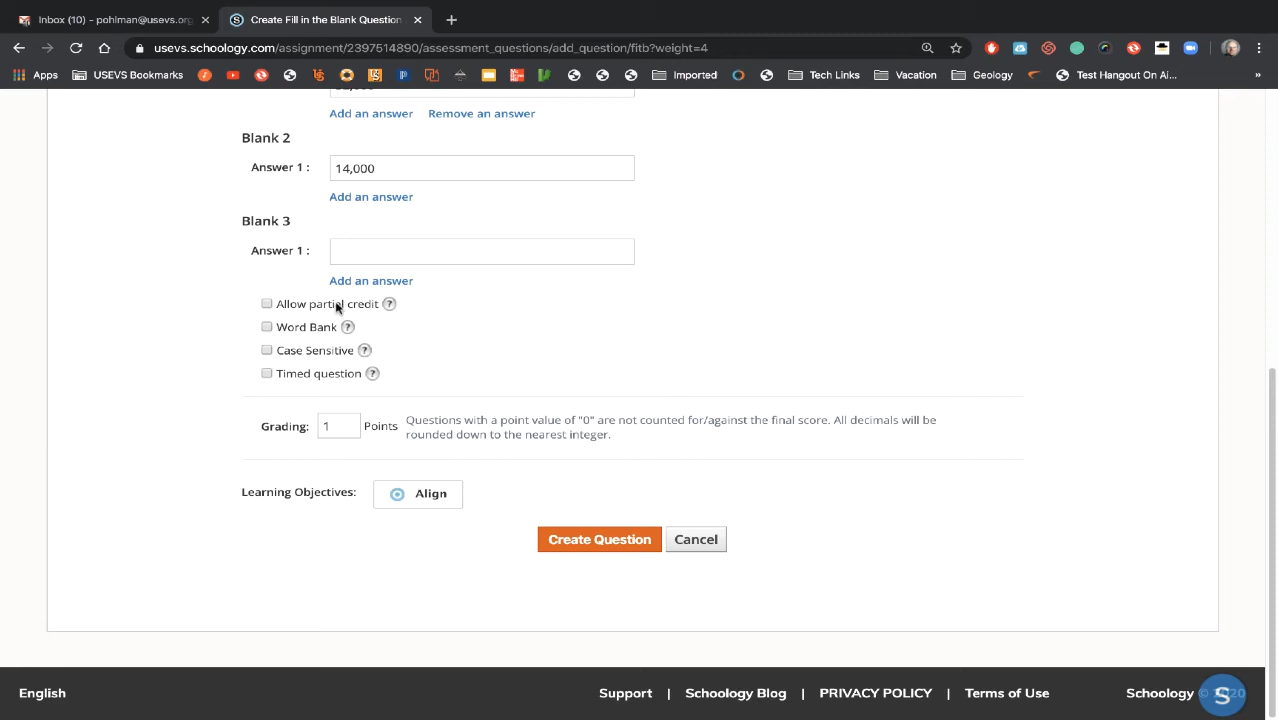 Inbox (10) – pohlman@usevs.org
Create Fill in the Blank Question
usevs.schoology.com/assignment/2397514890/assessment_questions/add_question/fitb?weight=4
Apps
USEVS Bookmarks
Imported
Tech Links
Vacation
Geology
Test Hangout On Ai...
»
Add an answer
Remove an answer
Blank 2
Answer 1 :
14,000
Add an answer
Blank 3
Answer 1 :
Add an answer
Allow partial credit ?
Word Bank ?
Case Sensitive ?
Timed question ?
Grading: 1 Points
Questions with a point value of "0" are not counted for/against the final score. All decimals will be
rounded down to the nearest integer.
Learning Objectives: Align
Create Question
Cancel
English
Support | Schoology Blog | PRIVACY POLICY | Terms of Use
Schoology © 2020
S